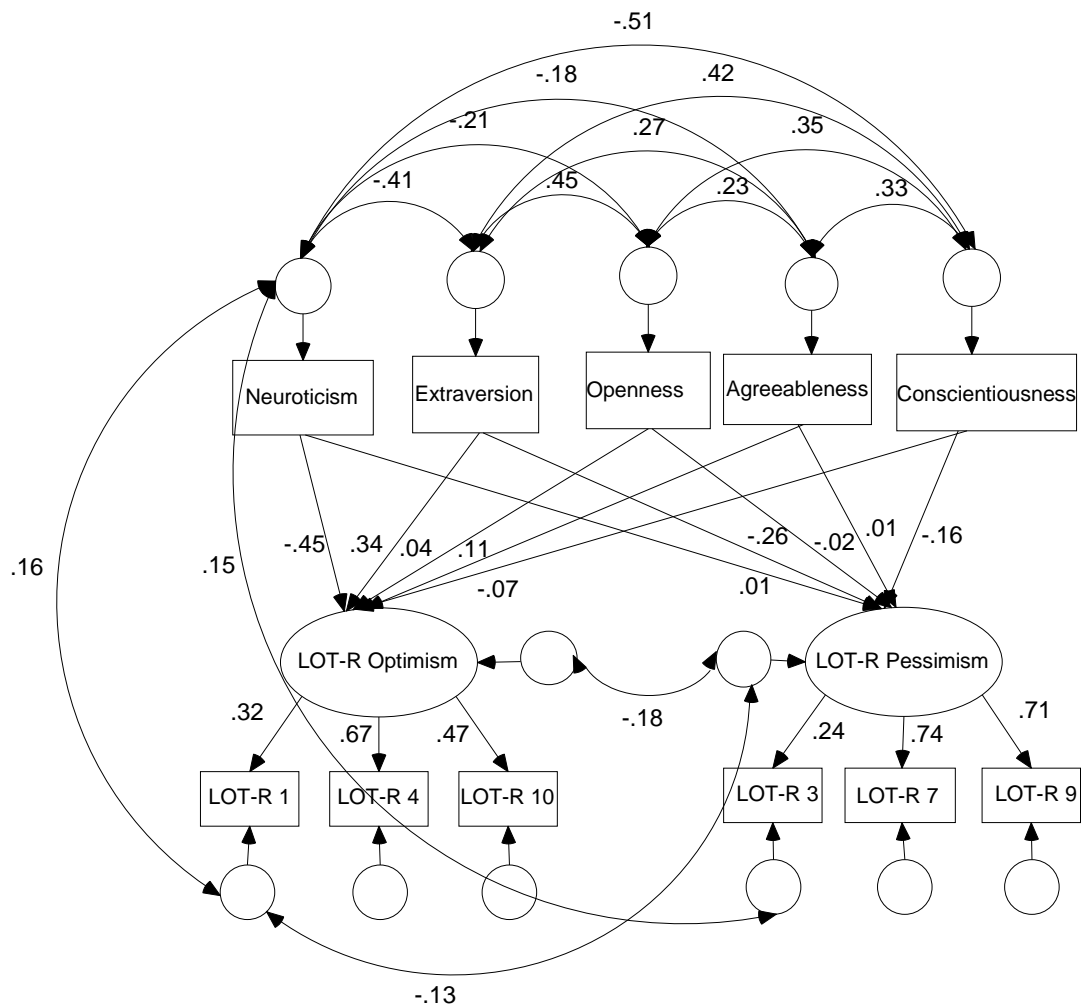 -.51
-.18
.42
-.21
.27
.35
-.41
.45
.23
.33
Neuroticism
Extraversion
Openness
Agreeableness
Conscientiousness
-.45
.34
.04
.11
-.07
-.26
-.02
.01
-.16
.01
.16
.15
LOT-R Optimism
LOT-R Pessimism
-.18
.32
.67
.47
.24
.74
.71
LOT-R 1
LOT-R 4
LOT-R 10
LOT-R 3
LOT-R 7
LOT-R 9
-.13